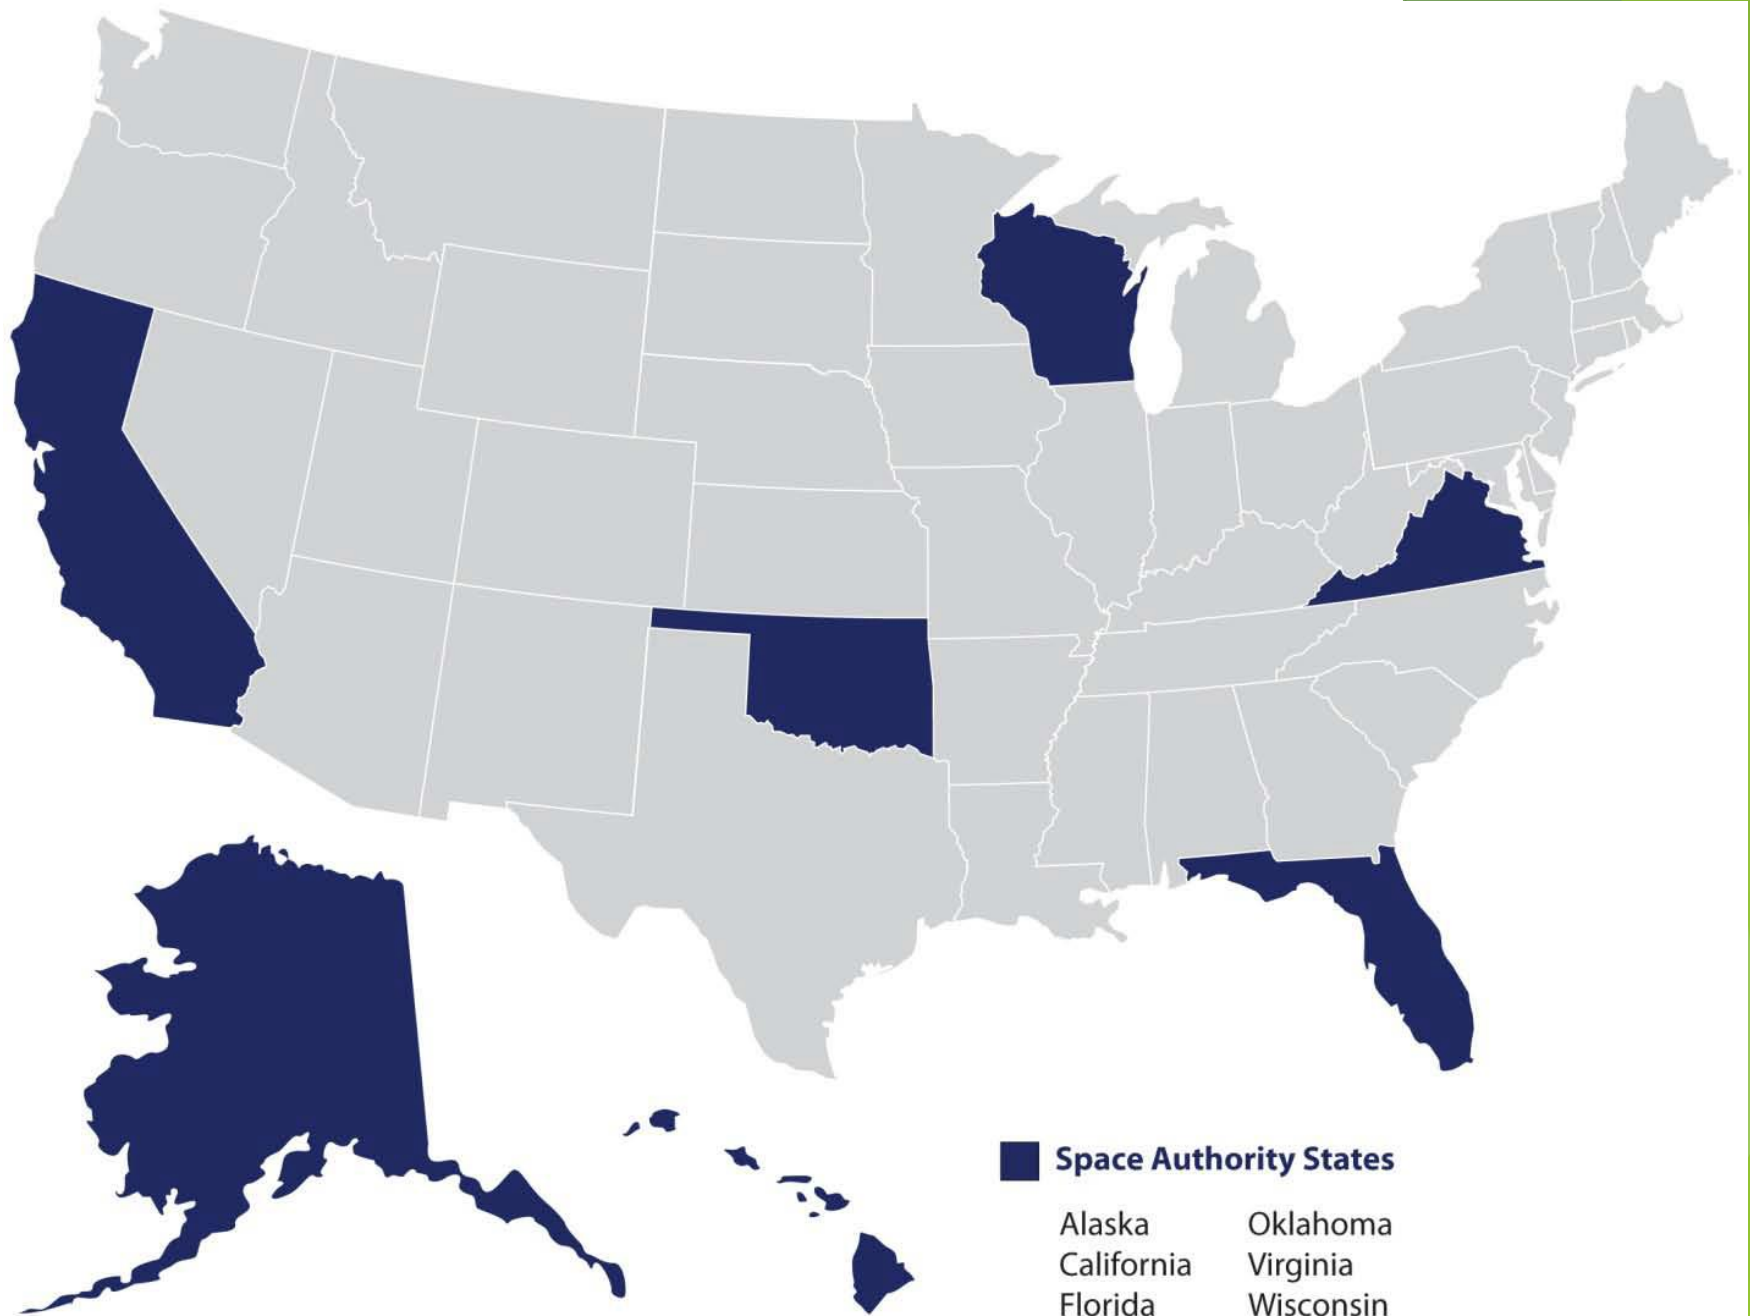 Space Authority States
Alaska Oklahoma
California Virginia
Florida Wisconsin